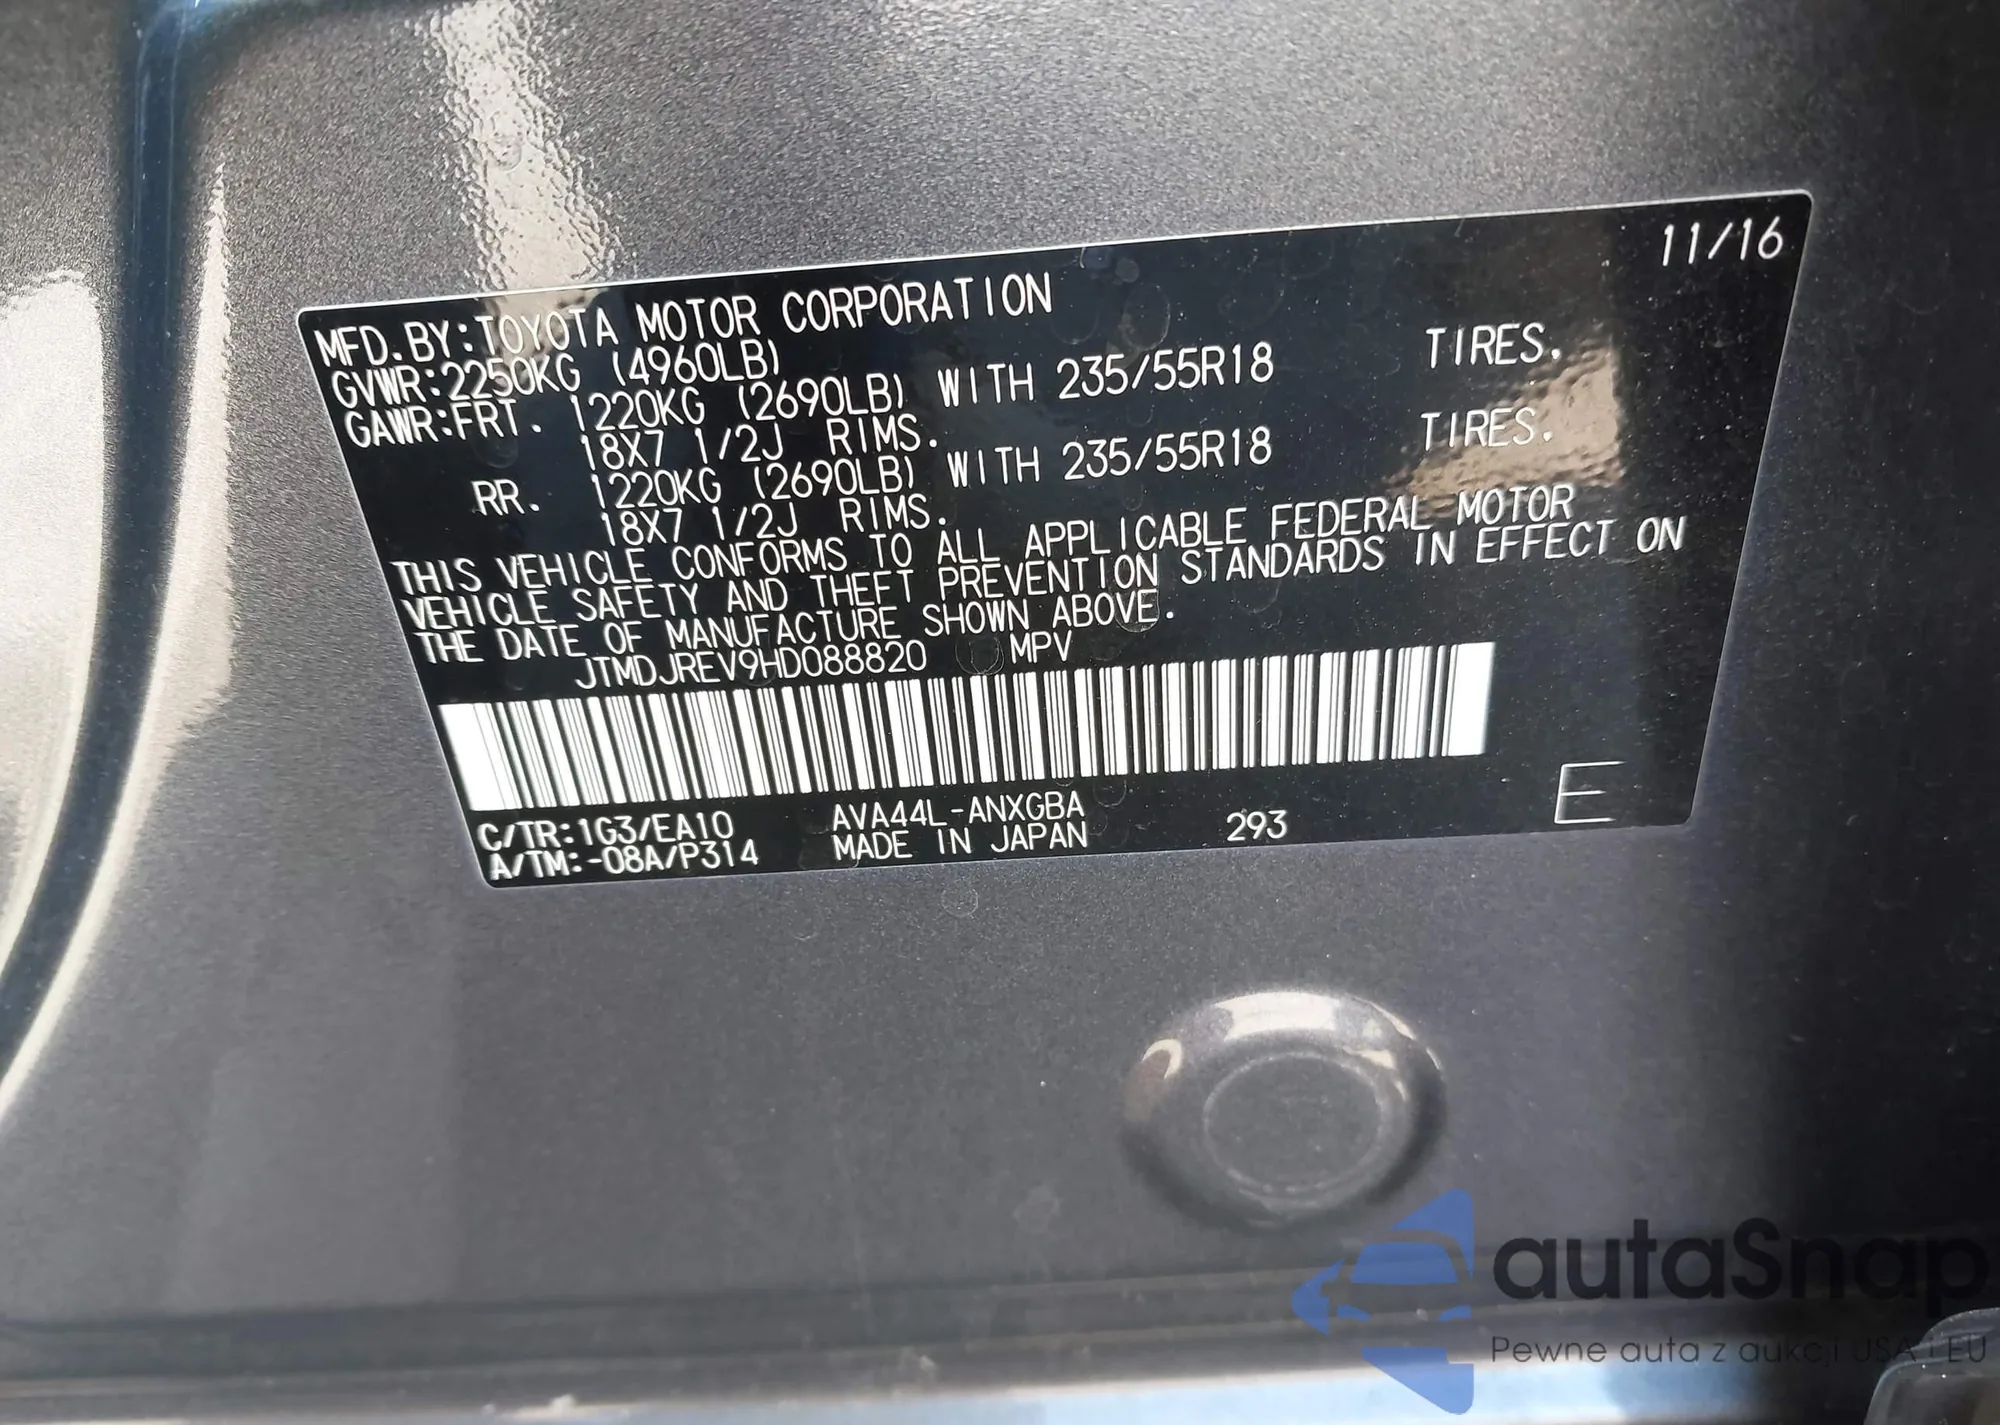 11/16
MFD.BY:TOYOTA MOTOR CORPORATION
GVWR:2250KG (4960LB)
GAWR:FRT. 1220KG (2690LB) WITH 235/55R18 TIRES.
18X7 1/2J RIMS.
RR. 1220KG (2690LB) WITH 235/55R18 TIRES.
18X7 1/2J RIMS.
THIS VEHICLE CONFORMS TO ALL APPLICABLE FEDERAL MOTOR
VEHICLE SAFETY AND THEFT PREVENTION STANDARDS IN EFFECT ON
THE DATE OF MANUFACTURE SHOWN ABOVE.
JTMDJREV9HD088820 MPV
C/TR:1G3/EA10 AVA44L-ANXGBA
A/TM:-08A/P314 MADE IN JAPAN 293 E
autaSnap
Pewne auta z aukcji USA i EU